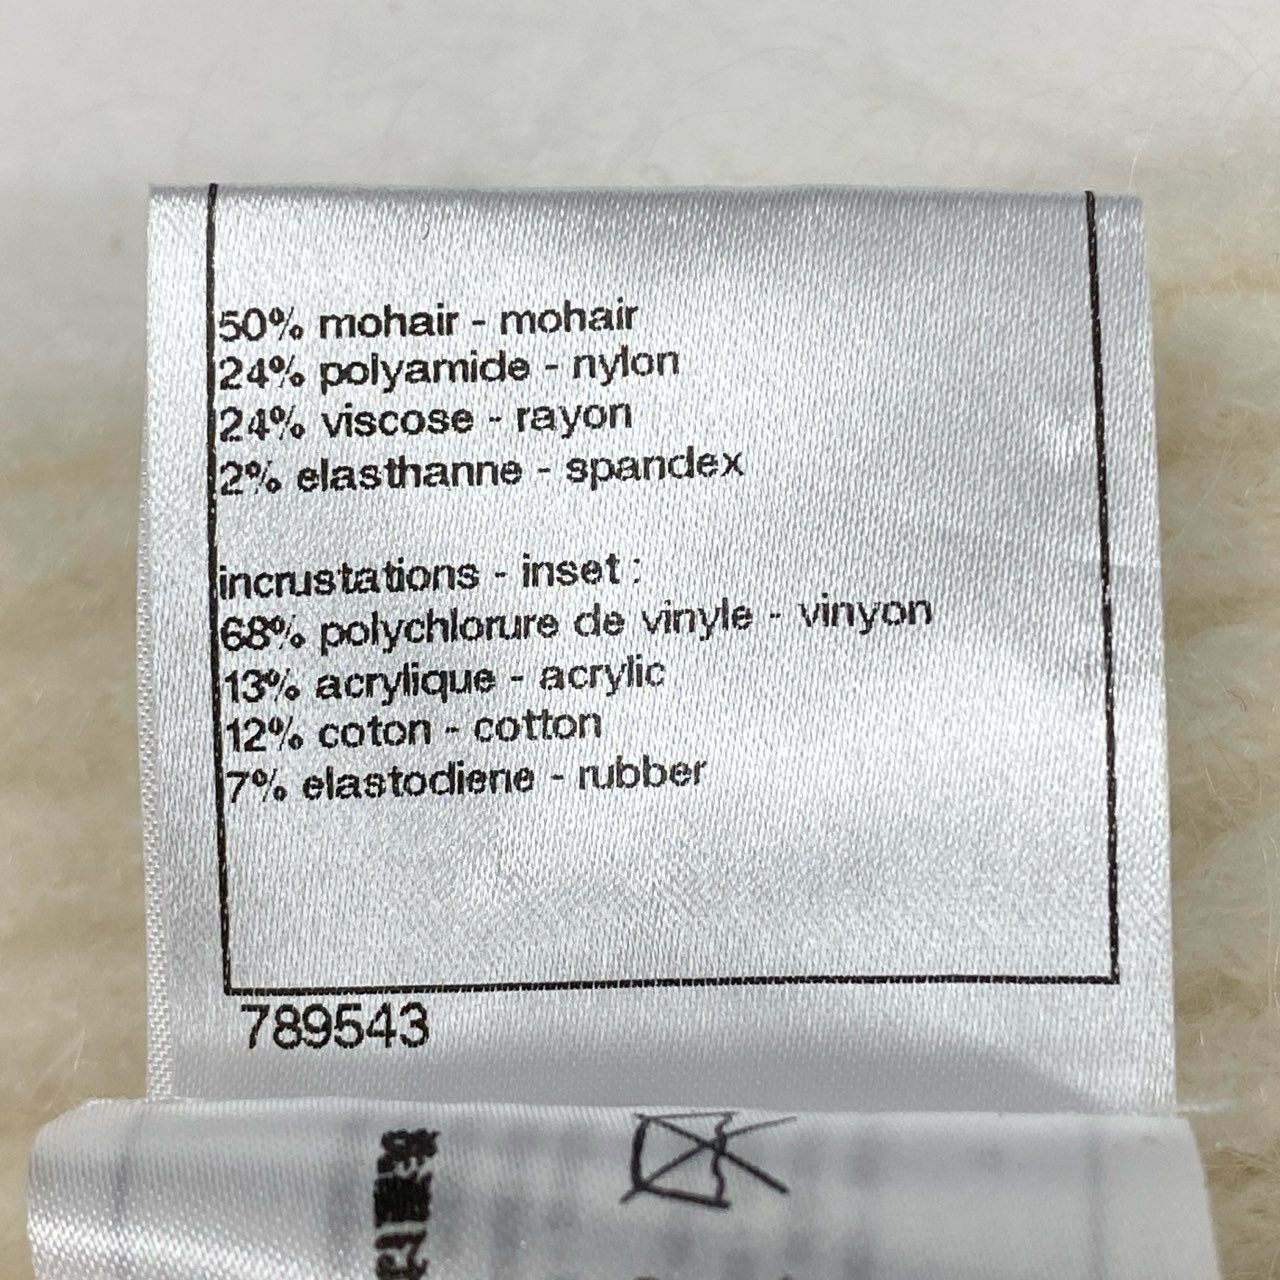 50% mohair - mohair
24% polyamide - nylon
24% viscose - rayon
2% elasthanne - spandex
incrustations - inset :
68% polychlorure de vinyle - vinyon
13% acrylique - acrylic
12% coton - cotton
7% elastodiene - rubber
789543